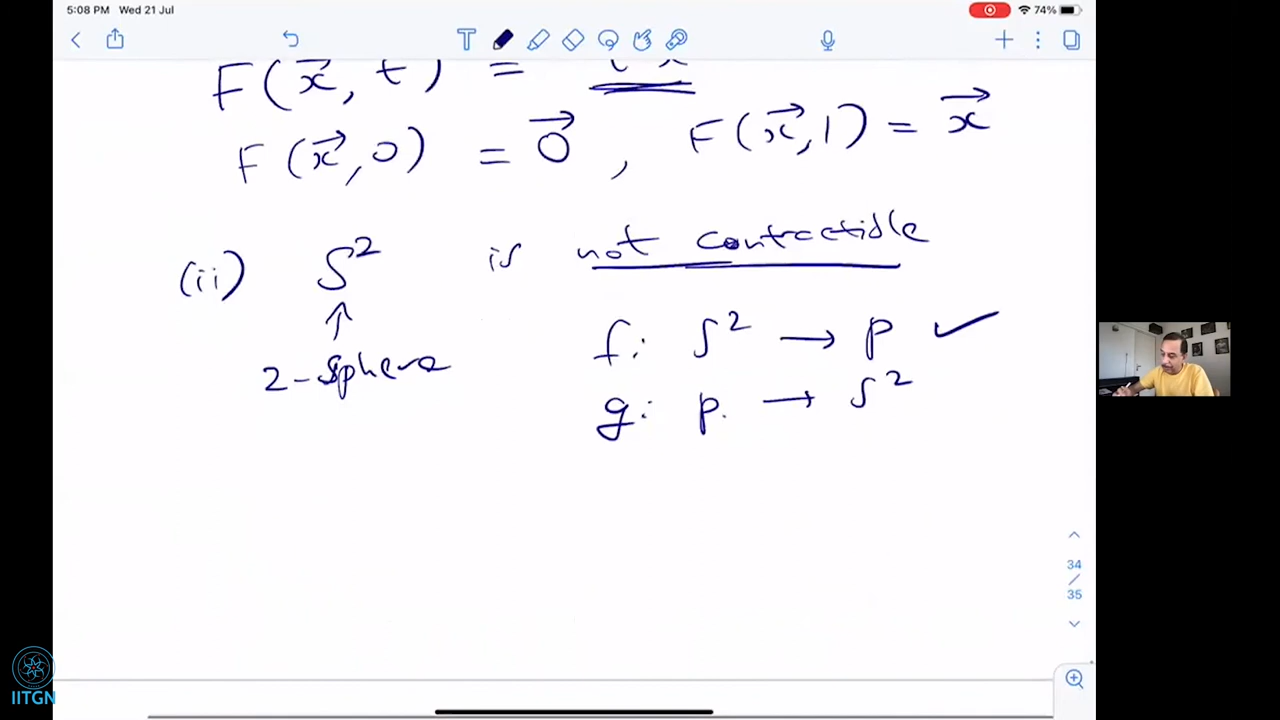 5:08 PM Wed 21 Jul
74%
T
F(x⃗, t) =
F(x⃗, 0) = 0⃗ , F(x⃗, 1) = x⃗
(ii) S² is not contractible
↑
2-sphere
f: S² → p ✓
g: p. → S²
34
35
IITGN